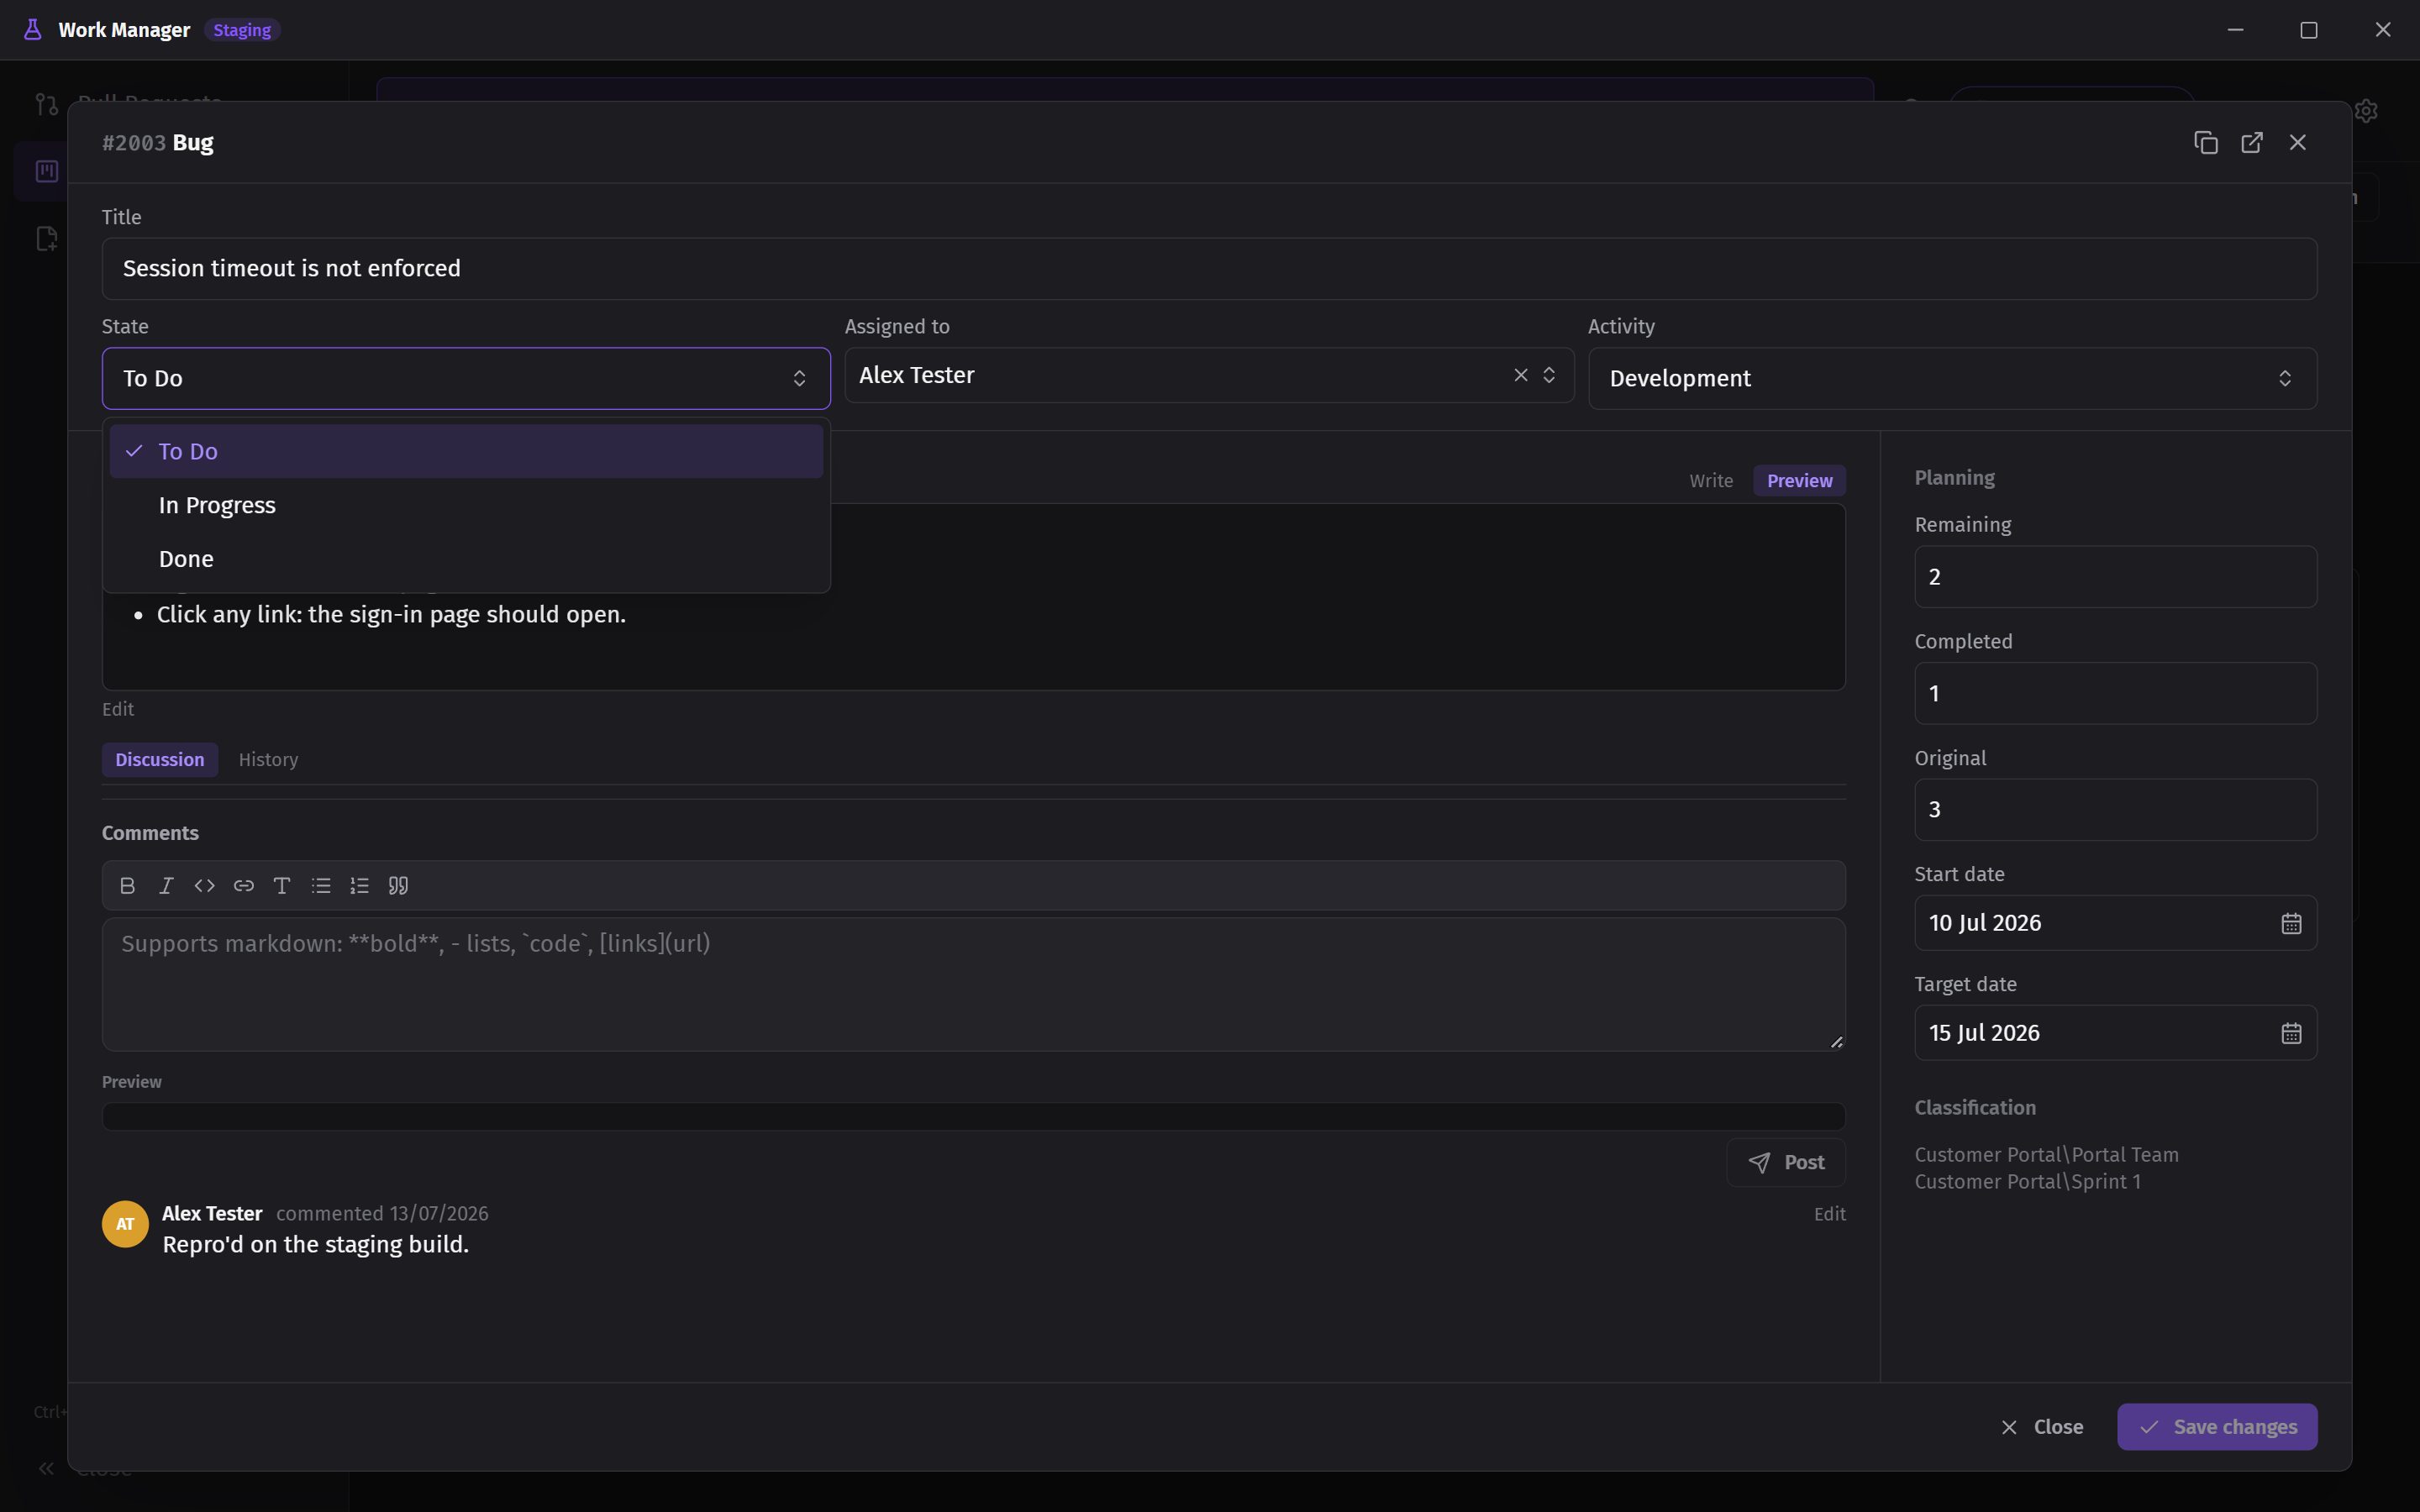 Work Manager Staging
#2003 Bug
Title
Session timeout is not enforced
State
Assigned to
Activity
To Do
Alex Tester
Development
To Do
In Progress
Done
Write
Preview
Click any link: the sign-in page should open.
Edit
Discussion
History
Comments
Supports markdown: **bold**, - lists, `code`, [links](url)
Preview
Post
AT
Alex Tester commented 13/07/2026
Edit
Repro'd on the staging build.
Planning
Remaining
2
Completed
1
Original
3
Start date
10 Jul 2026
Target date
15 Jul 2026
Classification
Customer Portal\Portal Team
Customer Portal\Sprint 1
Ctrl+
Close
Close
Save changes